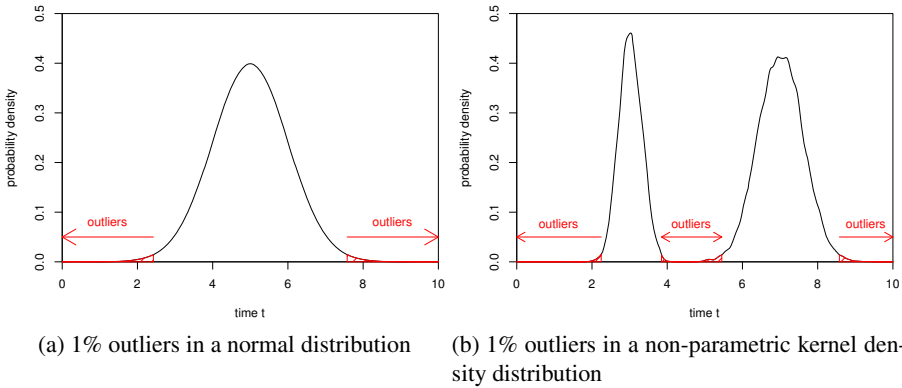 0.5
0.4
0.3
0.2
0.1
0.0
probability density
outliers
outliers
0 2 4 6 8 10
time t
(a) 1% outliers in a normal distribution
0.5
0.4
0.3
0.2
0.1
0.0
probability density
outliers
outliers
outliers
0 2 4 6 8 10
time t
(b) 1% outliers in a non-parametric kernel den-
sity distribution